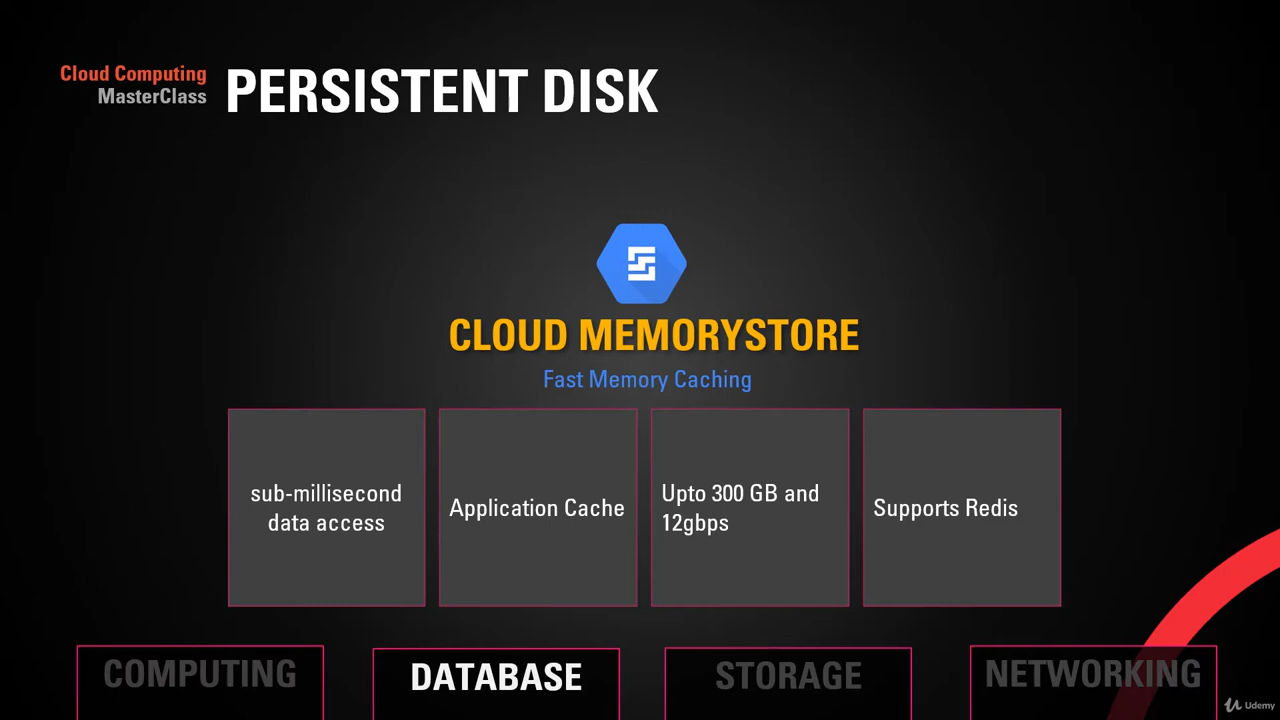 Cloud Computing
MasterClass
PERSISTENT DISK
CLOUD MEMORYSTORE
Fast Memory Caching
sub-millisecond
data access
Application Cache
Upto 300 GB and
12gbps
Supports Redis
COMPUTING
DATABASE
STORAGE
NETWORKING
Udemy